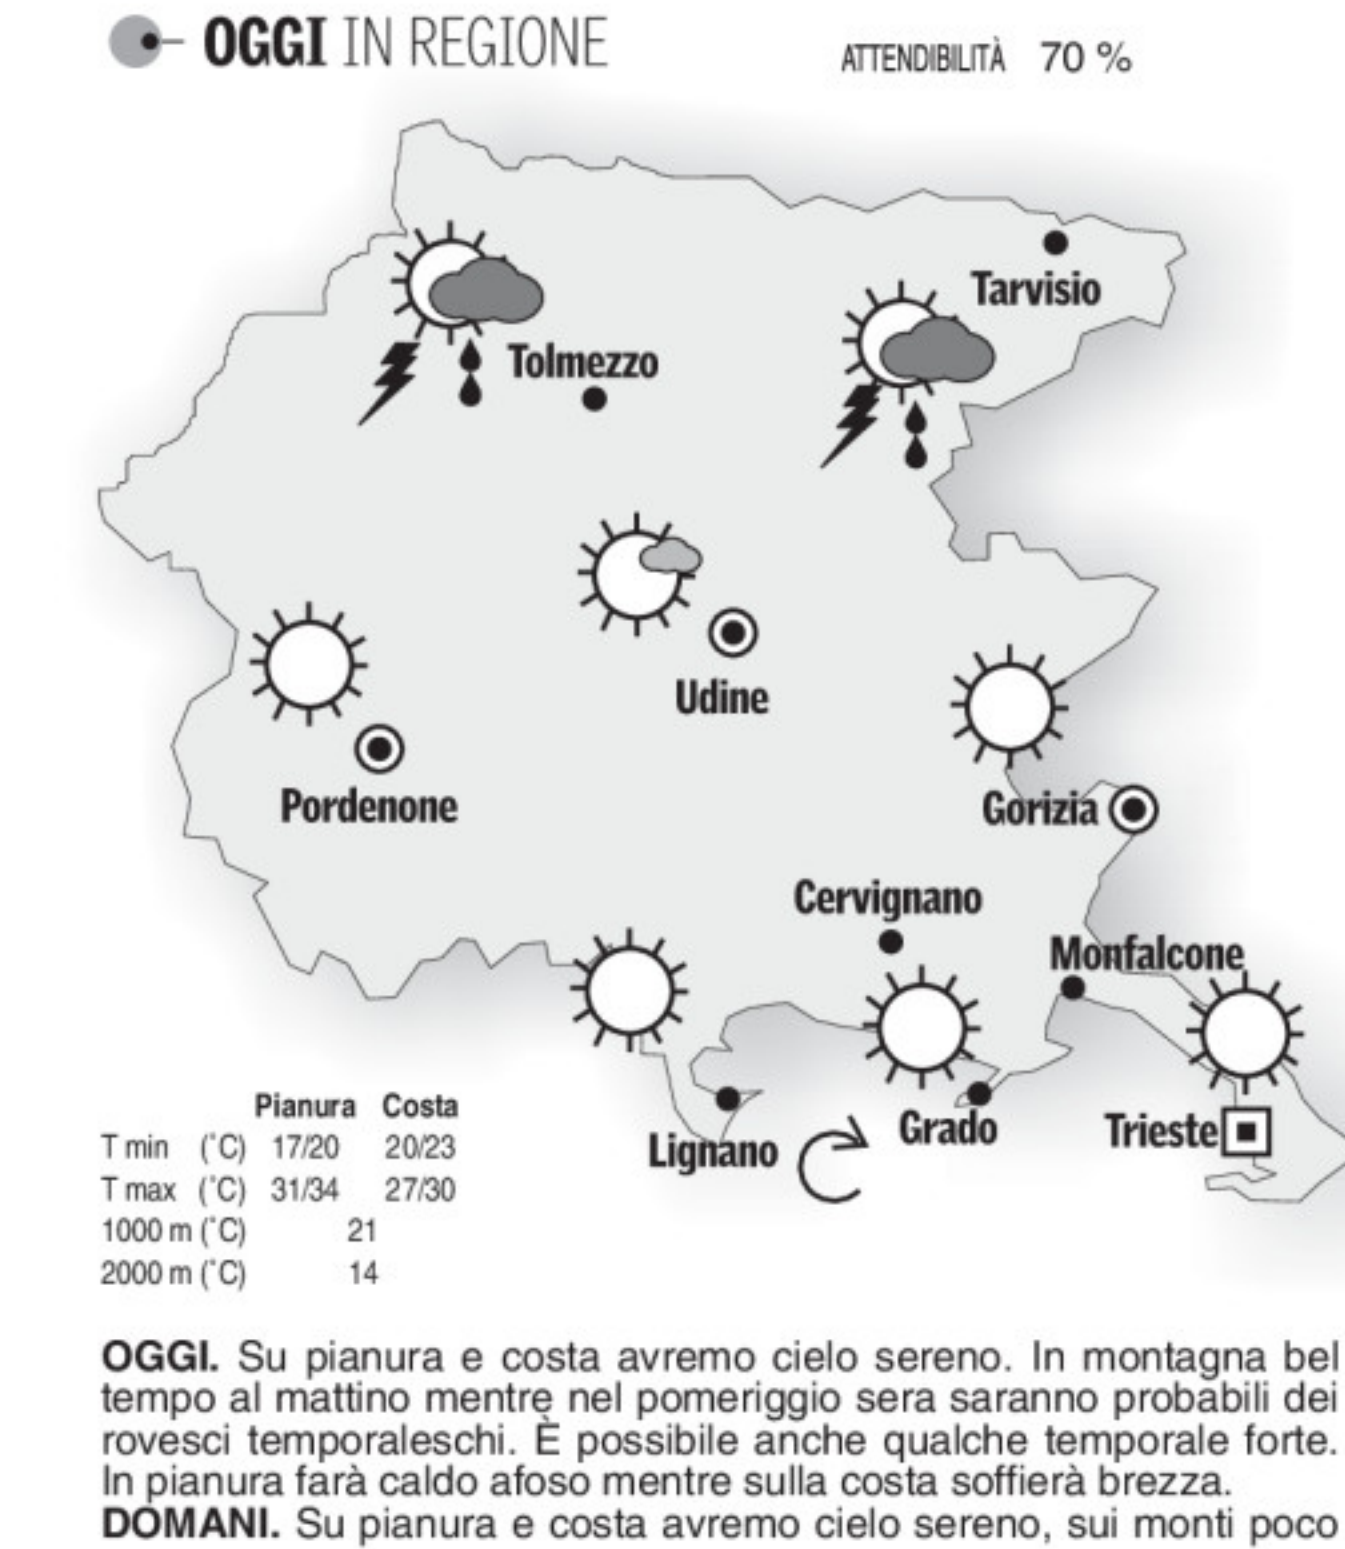 OGGI IN REGIONE
ATTENDIBILITÀ 70 %
Tarvisio
Tolmezzo
Udine
Pordenone
Gorizia
Cervignano
Monfalcone
Grado
Trieste
Lignano
Pianura Costa
T min (°C) 17/20 20/23
T max (°C) 31/34 27/30
1000 m (°C) 21
2000 m (°C) 14
OGGI. Su pianura e costa avremo cielo sereno. In montagna bel
tempo al mattino mentre nel pomeriggio sera saranno probabili dei
rovesci temporaleschi. È possibile anche qualche temporale forte.
In pianura farà caldo afoso mentre sulla costa soffierà brezza.
DOMANI. Su pianura e costa avremo cielo sereno, sui monti poco